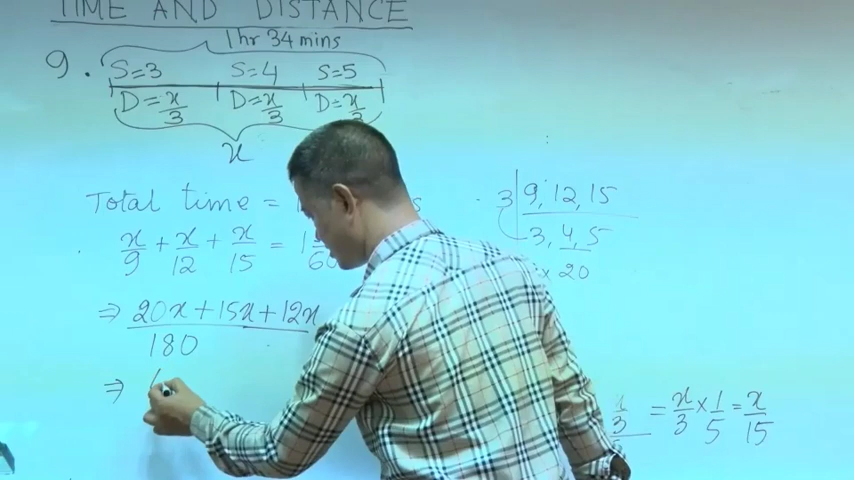 TIME AND DISTANCE
1hr 34 mins
9. S=3 S=4 S=5
D=x/3 D=x/3 D=x/3
x
Total time =
x/9 + x/12 + x/15 = 1
⇒ 20x+15x+12x
180
⇒
3 9, 12, 15
3, 4, 5
x 20
x/3 = x/3 × 1/5 = x/15